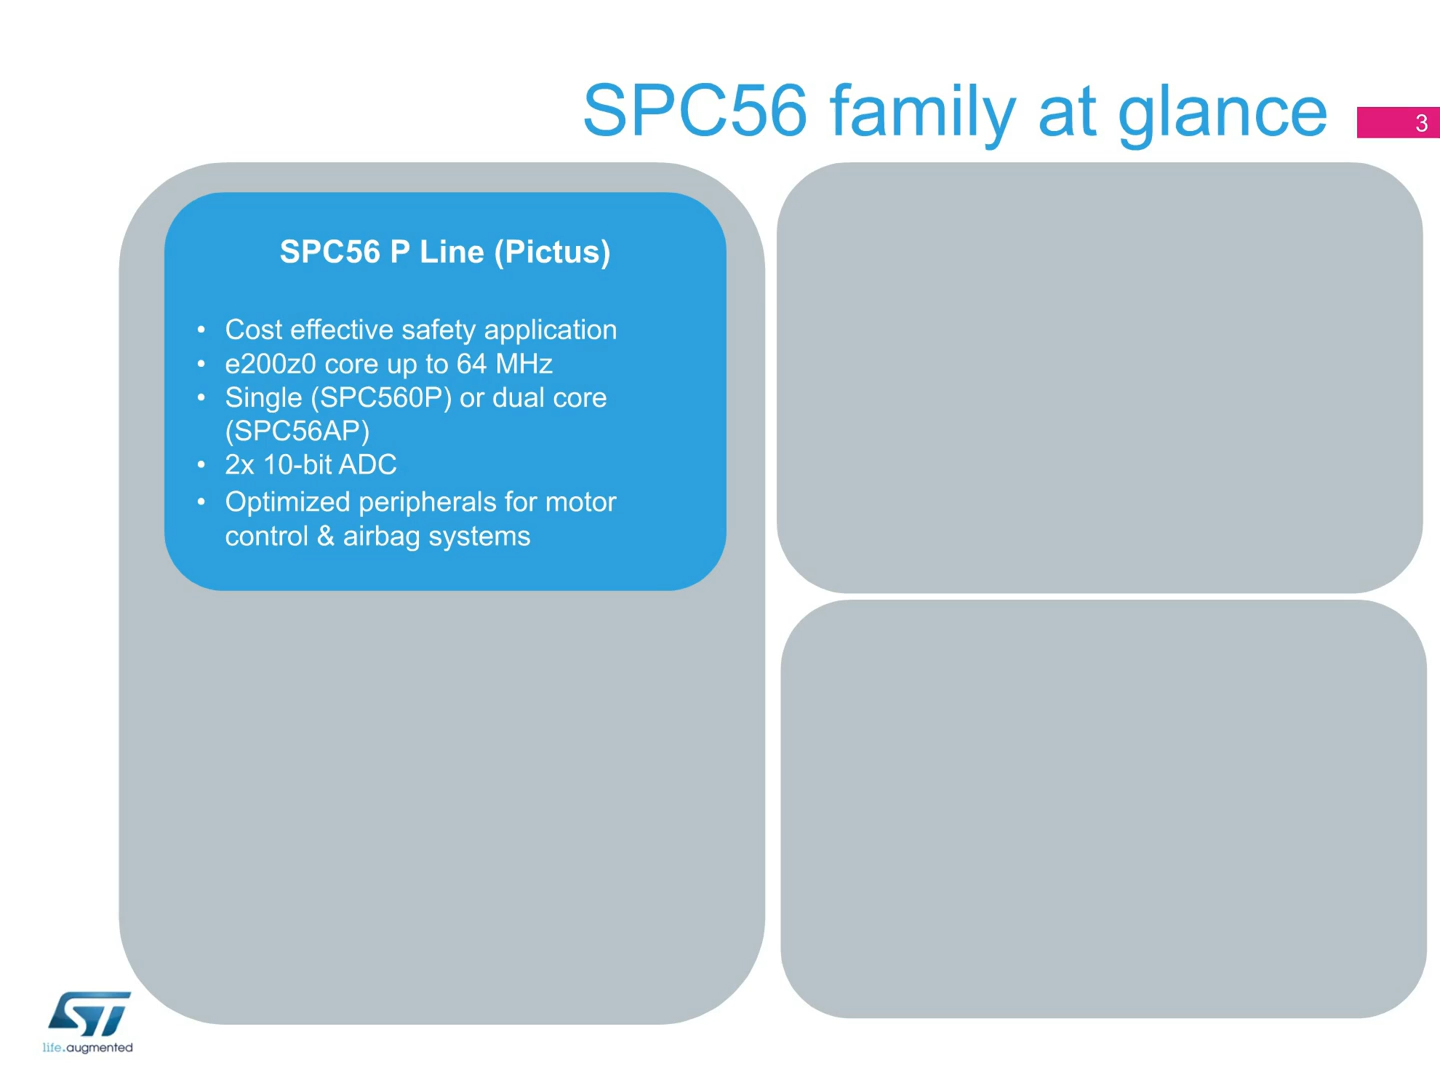 SPC56 family at glance
3
SPC56 P Line (Pictus)
• Cost effective safety application
• e200z0 core up to 64 MHz
• Single (SPC560P) or dual core
(SPC56AP)
• 2x 10-bit ADC
• Optimized peripherals for motor
control & airbag systems
ST
life.augmented